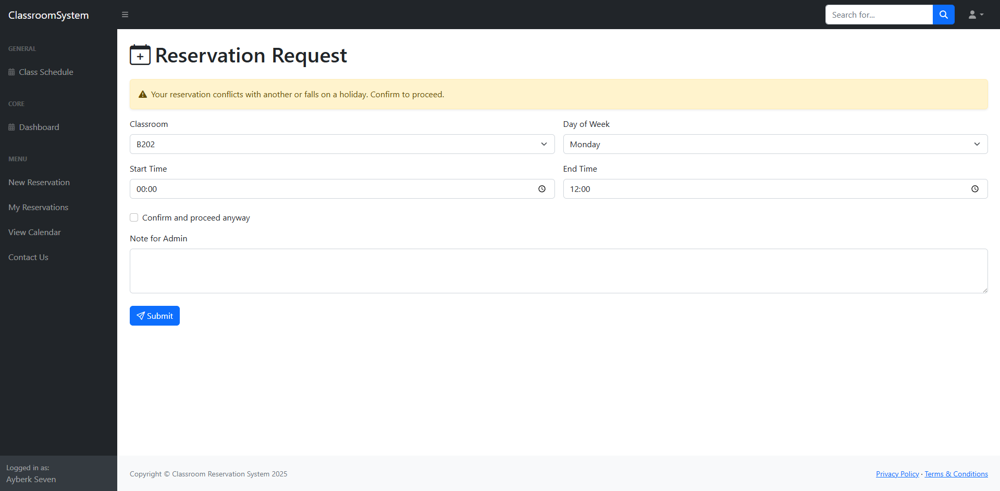 ClassroomSystem
Search for...
GENERAL
Class Schedule
CORE
Dashboard
MENU
New Reservation
My Reservations
View Calendar
Contact Us
Logged in as:
Ayberk Seven
Reservation Request
Your reservation conflicts with another or falls on a holiday. Confirm to proceed.
Classroom
Day of Week
B202
Monday
Start Time
End Time
00:00
12:00
Confirm and proceed anyway
Note for Admin
Submit
Copyright © Classroom Reservation System 2025
Privacy Policy · Terms & Conditions